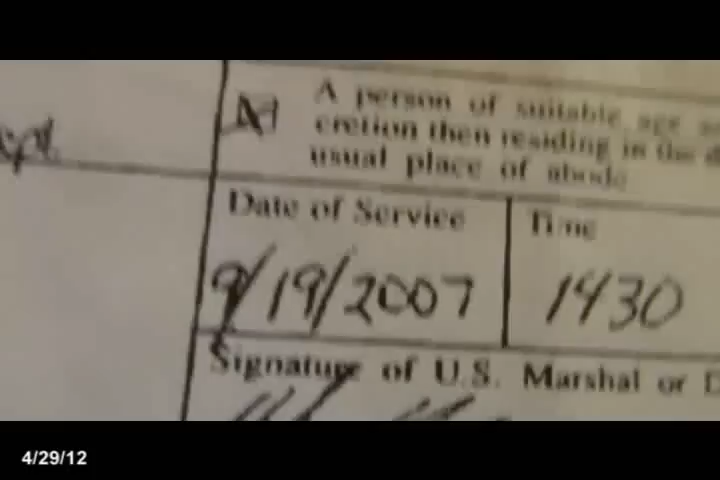 A person of suitable age
cretion then residing in the
usual place of abode
Date of Service
Time
9/19/2007
1430
Signature of U.S. Marshal or D
4/29/12